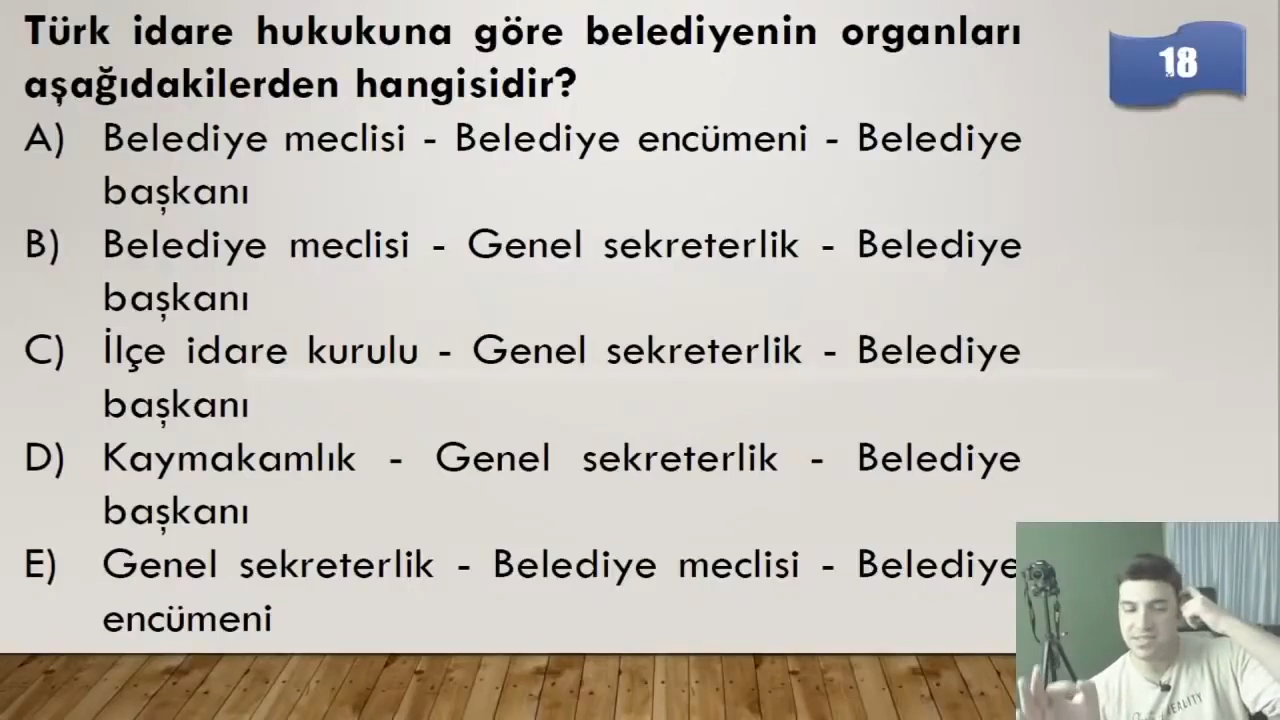 Türk idare hukukuna göre belediyenin organları
aşağıdakilerden hangisidir?
18
A) Belediye meclisi - Belediye encümeni - Belediye
başkanı
B) Belediye meclisi - Genel sekreterlik - Belediye
başkanı
C) İlçe idare kurulu - Genel sekreterlik - Belediye
başkanı
D) Kaymakamlık - Genel sekreterlik - Belediye
başkanı
E) Genel sekreterlik - Belediye meclisi - Belediye
encümeni